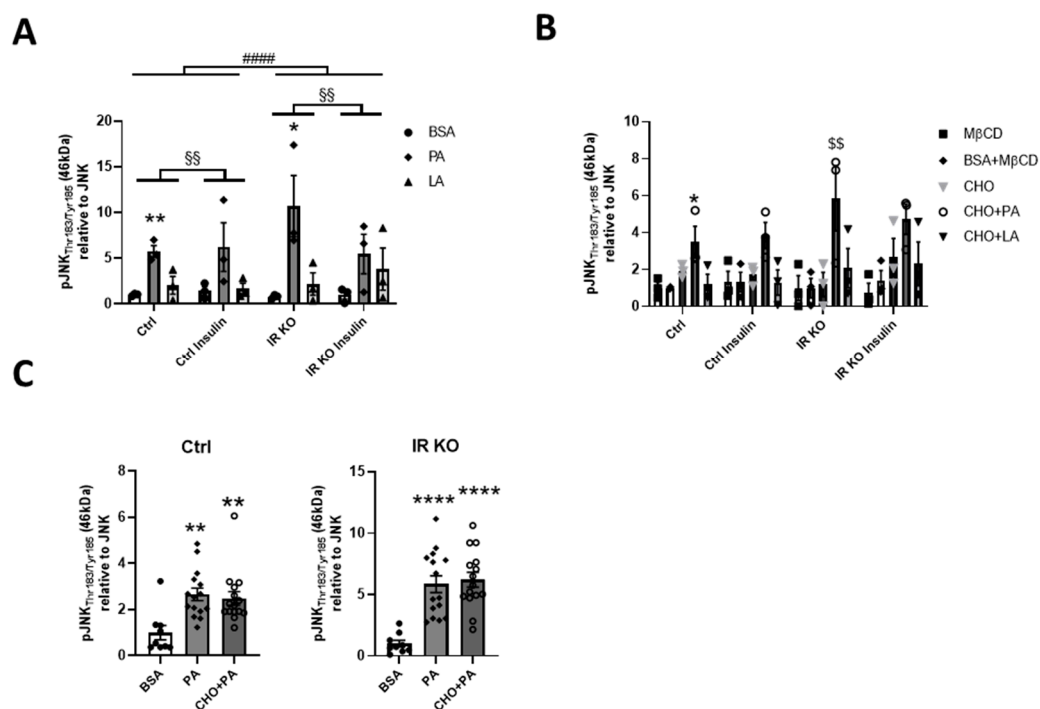 A
####
§§
§§
*
**
pJNKThr183/Tyr185 (46kDa)
relative to JNK
20
15
10
5
0
Ctrl
Ctrl Insulin
IR KO
IR KO Insulin
BSA
PA
LA
B
$$
*
pJNKThr183/Tyr185 (46kDa)
relative to JNK
10
8
6
4
2
0
Ctrl
Ctrl Insulin
IR KO
IR KO Insulin
MβCD
BSA+MβCD
CHO
CHO+PA
CHO+LA
C
Ctrl
**
**
pJNKThr183/Tyr185 (46kDa)
relative to JNK
8
6
4
2
0
BSA
PA
CHO+PA
IR KO
****
****
pJNKThr183/Tyr185 (46kDa)
relative to JNK
15
10
5
0
BSA
PA
CHO+PA